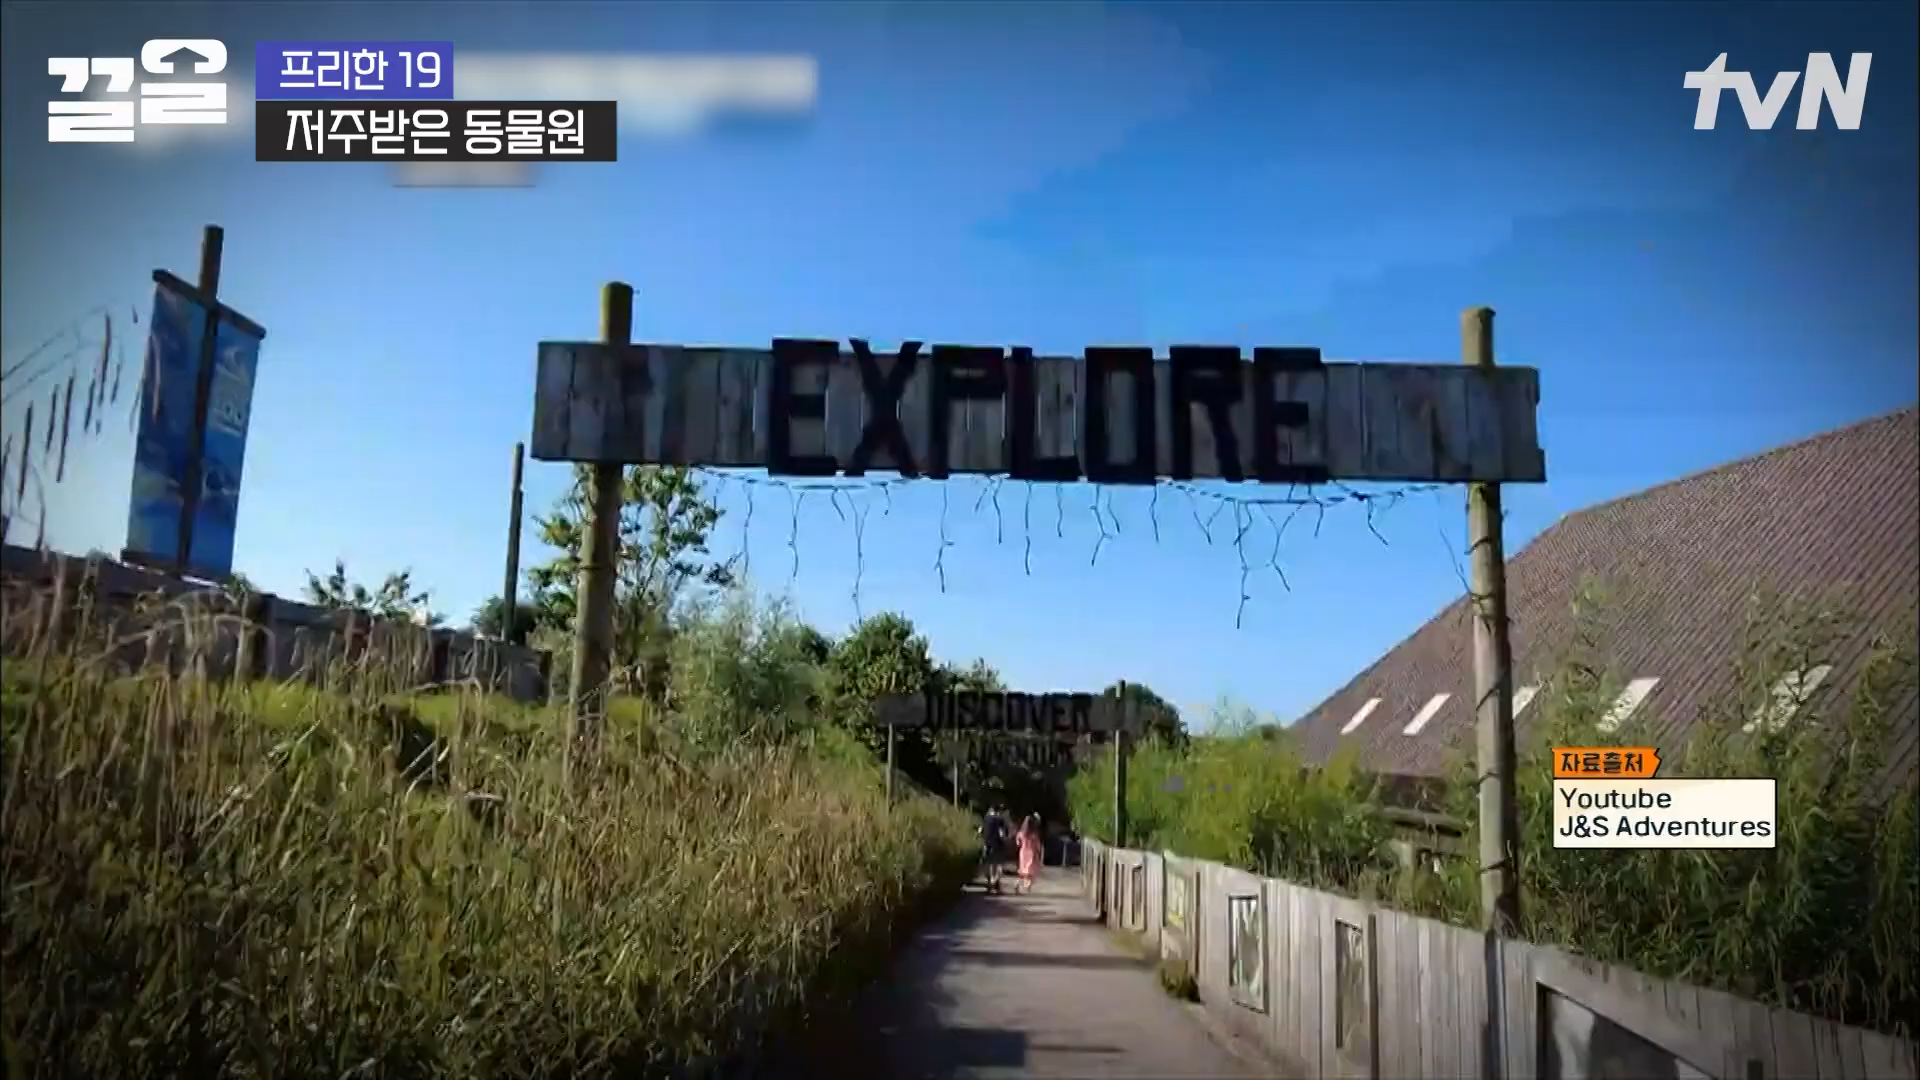 끌올
프리한 19
저주받은 동물원
tvN
EXPLORE
DISCOVER
자료출처
Youtube
J&S Adventures